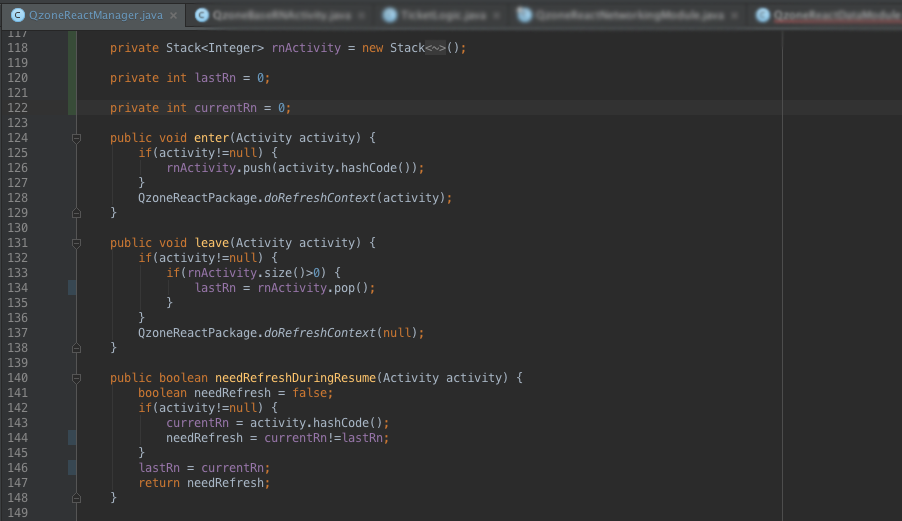 QzoneReactManager.java × QzoneBaseRNActivity.java × TicketLogic.java × QzoneReactNetworkingModule.java × QzoneReactDataModule
117
118 private Stack<Integer> rnActivity = new Stack<~>();
119
120 private int lastRn = 0;
121
122 private int currentRn = 0;
123
124 public void enter(Activity activity) {
125 if(activity!=null) {
126 rnActivity.push(activity.hashCode());
127 }
128 QzoneReactPackage.doRefreshContext(activity);
129 }
130
131 public void leave(Activity activity) {
132 if(activity!=null) {
133 if(rnActivity.size()>0) {
134 lastRn = rnActivity.pop();
135 }
136 }
137 QzoneReactPackage.doRefreshContext(null);
138 }
139
140 public boolean needRefreshDuringResume(Activity activity) {
141 boolean needRefresh = false;
142 if(activity!=null) {
143 currentRn = activity.hashCode();
144 needRefresh = currentRn!=lastRn;
145 }
146 lastRn = currentRn;
147 return needRefresh;
148 }
149